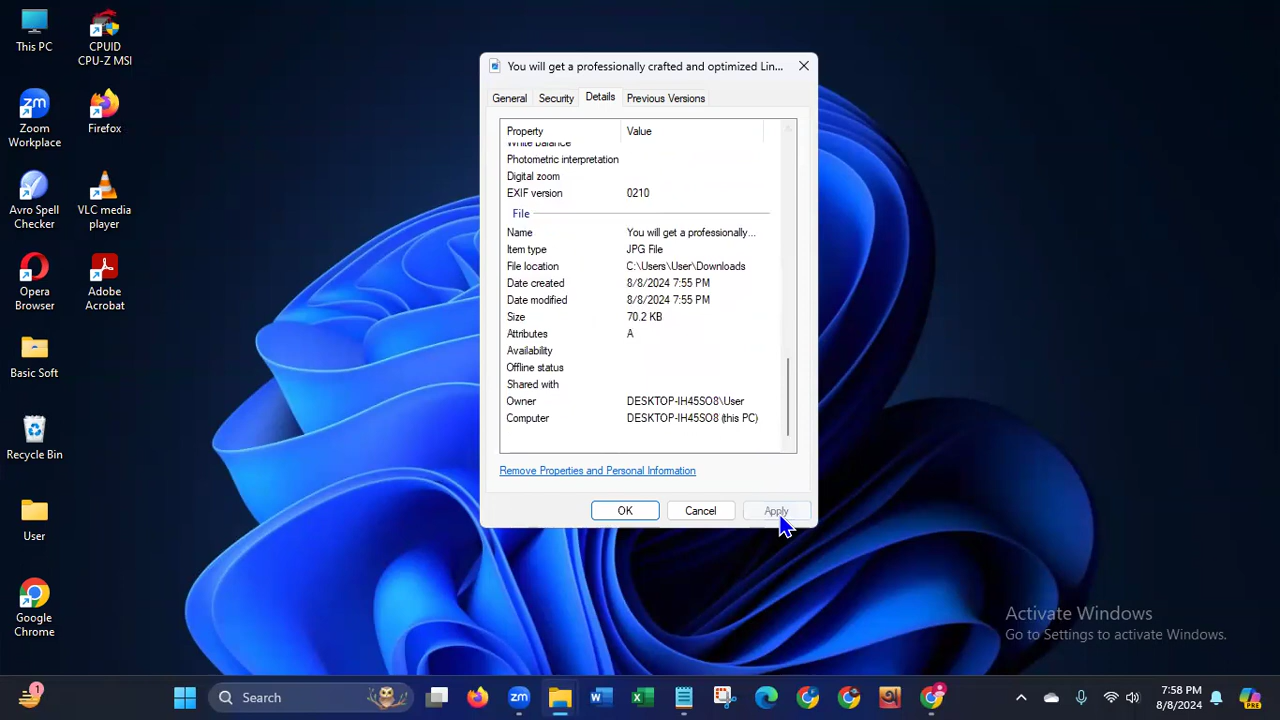 This PC
CPUID
CPU-Z MSI
Zoom
Workplace
Firefox
Avro Spell
Checker
VLC media
player
Opera
Browser
Adobe
Acrobat
Basic Soft
Recycle Bin
User
Google
Chrome
You will get a professionally crafted and optimized Lin...
General
Security
Details
Previous Versions
Property
Value
White balance
Photometric interpretation
Digital zoom
EXIF version 0210
File
Name You will get a professionally...
Item type JPG File
File location C:\Users\User\Downloads
Date created 8/8/2024 7:55 PM
Date modified 8/8/2024 7:55 PM
Size 70.2 KB
Attributes A
Availability
Offline status
Shared with
Owner DESKTOP-IH45SO8\User
Computer DESKTOP-IH45SO8 (this PC)
Remove Properties and Personal Information
OK
Cancel
Apply
Activate Windows
Go to Settings to activate Windows.
1
Search
zm
7:58 PM
8/8/2024
PRE